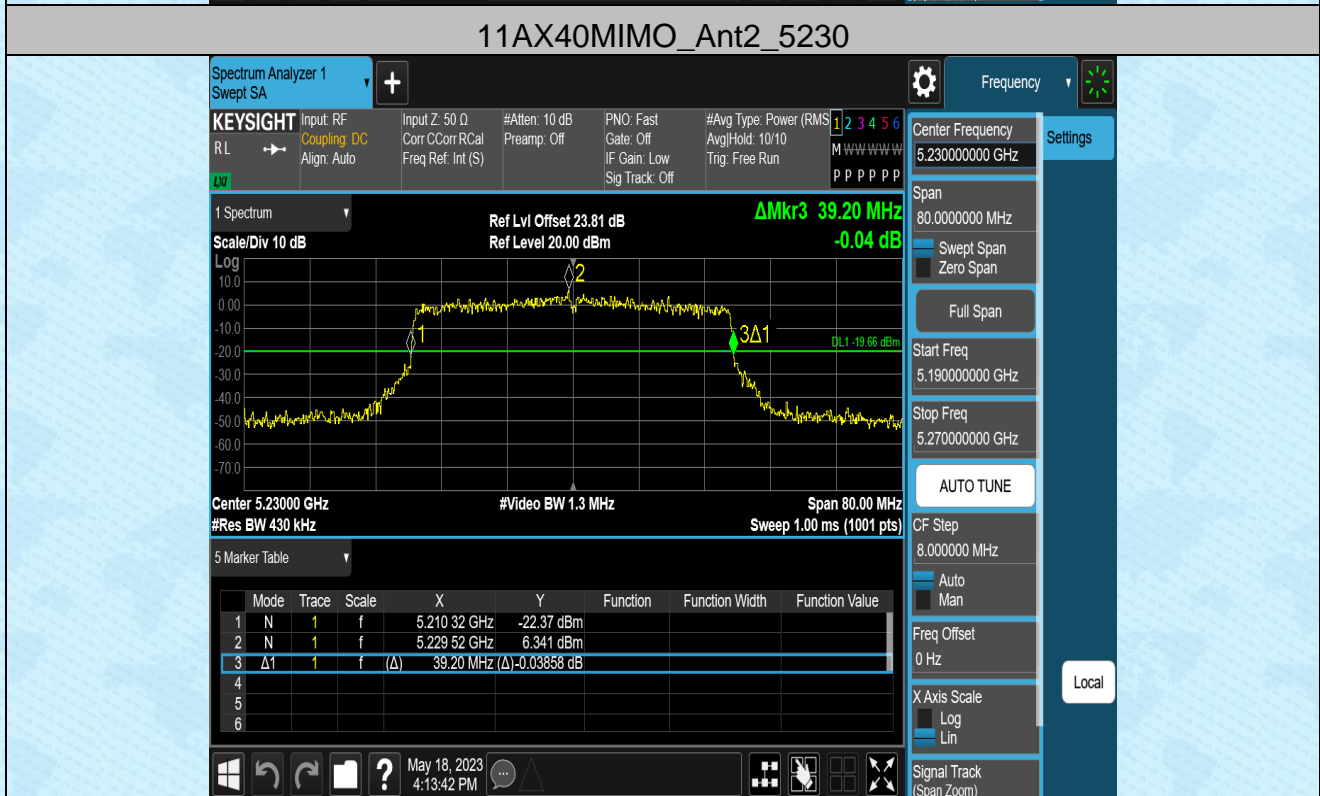 11AX40MIMO_Ant2_5230
Spectrum Analyzer 1
Swept SA
+
Frequency
KEYSIGHT
RL
LXI
Input: RF
Coupling: DC
Align: Auto
Input Z: 50 Ω
Corr CCorr RCal
Freq Ref: Int (S)
#Atten: 10 dB
Preamp: Off
PNO: Fast
Gate: Off
IF Gain: Low
Sig Track: Off
#Avg Type: Power (RMS
Avg|Hold: 10/10
Trig: Free Run
1 2 3 4 5 6
M W W W W W
P P P P P P
1 Spectrum
Scale/Div 10 dB
Ref Lvl Offset 23.81 dB
Ref Level 20.00 dBm
ΔMkr3 39.20 MHz
-0.04 dB
Log
10.0
0.00
-10.0
-20.0
-30.0
-40.0
-50.0
-60.0
-70.0
2
1
3Δ1
DL1 -19.66 dBm
Center 5.23000 GHz
#Video BW 1.3 MHz
Span 80.00 MHz
#Res BW 430 kHz
Sweep 1.00 ms (1001 pts)
5 Marker Table
Mode Trace Scale X Y Function Function Width Function Value
1 N 1 f 5.210 32 GHz -22.37 dBm
2 N 1 f 5.229 52 GHz 6.341 dBm
3 Δ1 1 f (Δ) 39.20 MHz (Δ) -0.03858 dB
4
5
6
?
May 18, 2023
4:13:42 PM
Center Frequency
5.230000000 GHz
Settings
Span
80.0000000 MHz
Swept Span
Zero Span
Full Span
Start Freq
5.190000000 GHz
Stop Freq
5.270000000 GHz
AUTO TUNE
CF Step
8.000000 MHz
Auto
Man
Freq Offset
0 Hz
X Axis Scale
Log
Lin
Local
Signal Track
(Span Zoom)